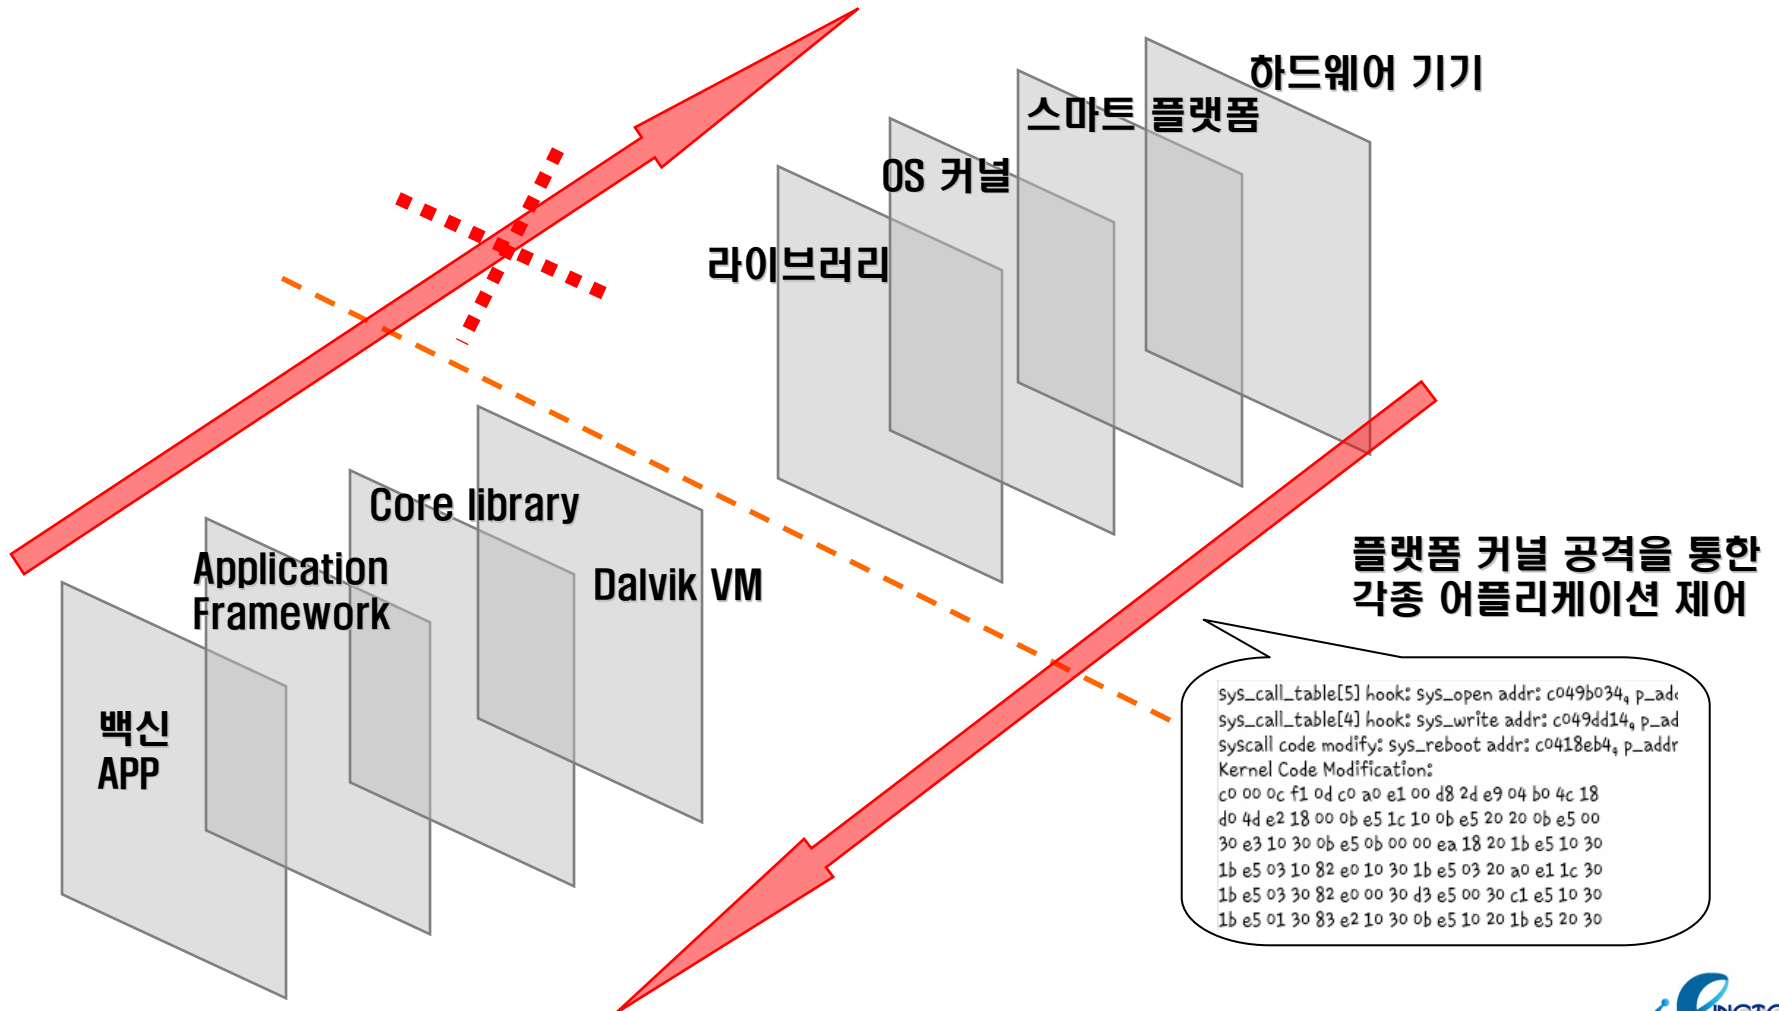 하드웨어 기기
스마트 플랫폼
OS 커널
라이브러리
Core library
Application
Framework
Dalvik VM
백신
APP
플랫폼 커널 공격을 통한
각종 어플리케이션 제어
sys_call_table[5] hook: sys_open addr: c049b034, p_add
sys_call_table[4] hook: sys_write addr: c049dd14, p_ad
syscall code modify: sys_reboot addr: c0418eb4, p_addr
Kernel Code Modification:
c0 00 0c f1 0d c0 a0 e1 00 d8 2d e9 04 b0 4c 18
d0 4d e2 18 00 0b e5 1c 10 0b e5 20 20 0b e5 00
30 e3 10 30 0b e5 0b 00 00 ea 18 20 1b e5 10 30
1b e5 03 10 82 e0 10 30 1b e5 03 20 a0 e1 1c 30
1b e5 03 30 82 e0 00 30 d3 e5 00 30 c1 e5 10 30
1b e5 01 30 83 e2 10 30 0b e5 10 20 1b e5 20 30